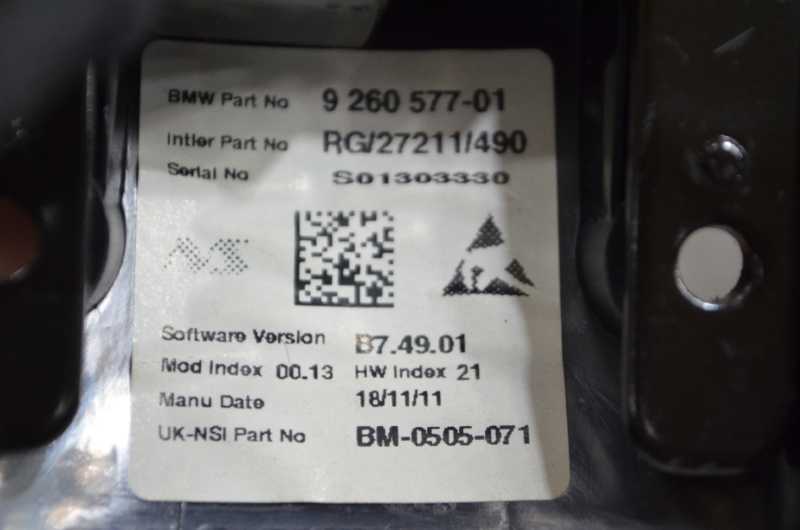 BMW Part No 9 260 577-01
Intier Part No RG/27211/490
Serial No S01303330
Software Version B7.49.01
Mod Index 00.13 HW Index 21
Manu Date 18/11/11
UK-NSI Part No BM-0505-071